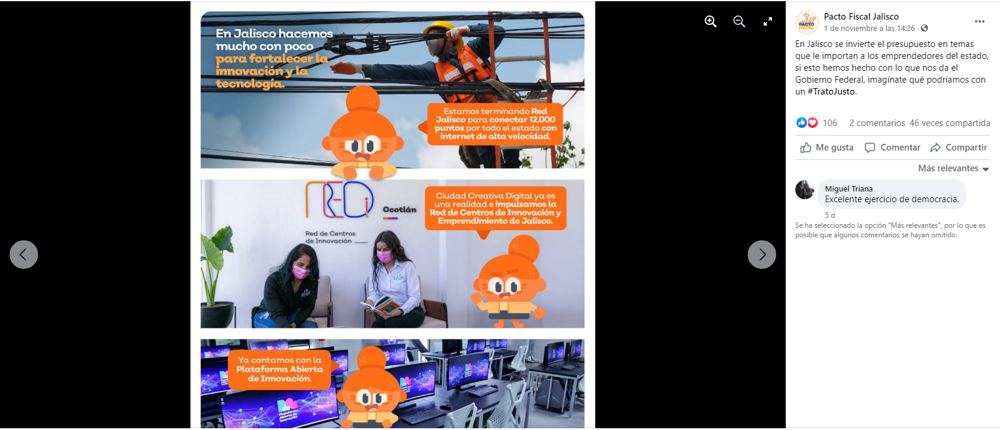 En Jalisco hacemos
mucho con poco
para fortalecer la
innovación y la
tecnología.
Estamos terminando Red
Jalisco para conectar 12,000
puntos por todo el estado con
internet de alta velocidad.
REDi
Ocotlán
Red de Centros
de Innovación
Ciudad Creativa Digital ya es
una realidad e impulsamos la
Red de Centros de Innovación y
Emprendimiento de Jalisco.
Ya contamos con la
Plataforma Abierta
de Innovación.
Plataforma
Abierta de
Innovación
PACTO
FISCAL
Pacto Fiscal Jalisco
1 de noviembre a las 14:26 ·
En Jalisco se invierte el presupuesto en temas
que le importan a los emprendedores del estado,
si esto hemos hecho con lo que nos da el
Gobierno Federal, imagínate qué podríamos con
un #TratoJusto.
106 2 comentarios 46 veces compartida
Me gusta Comentar Compartir
Más relevantes
Miguel Triana
Excelente ejercicio de democracia.
5 d
Se ha seleccionado la opción "Más relevantes", por lo que es
posible que algunos comentarios se hayan omitido.